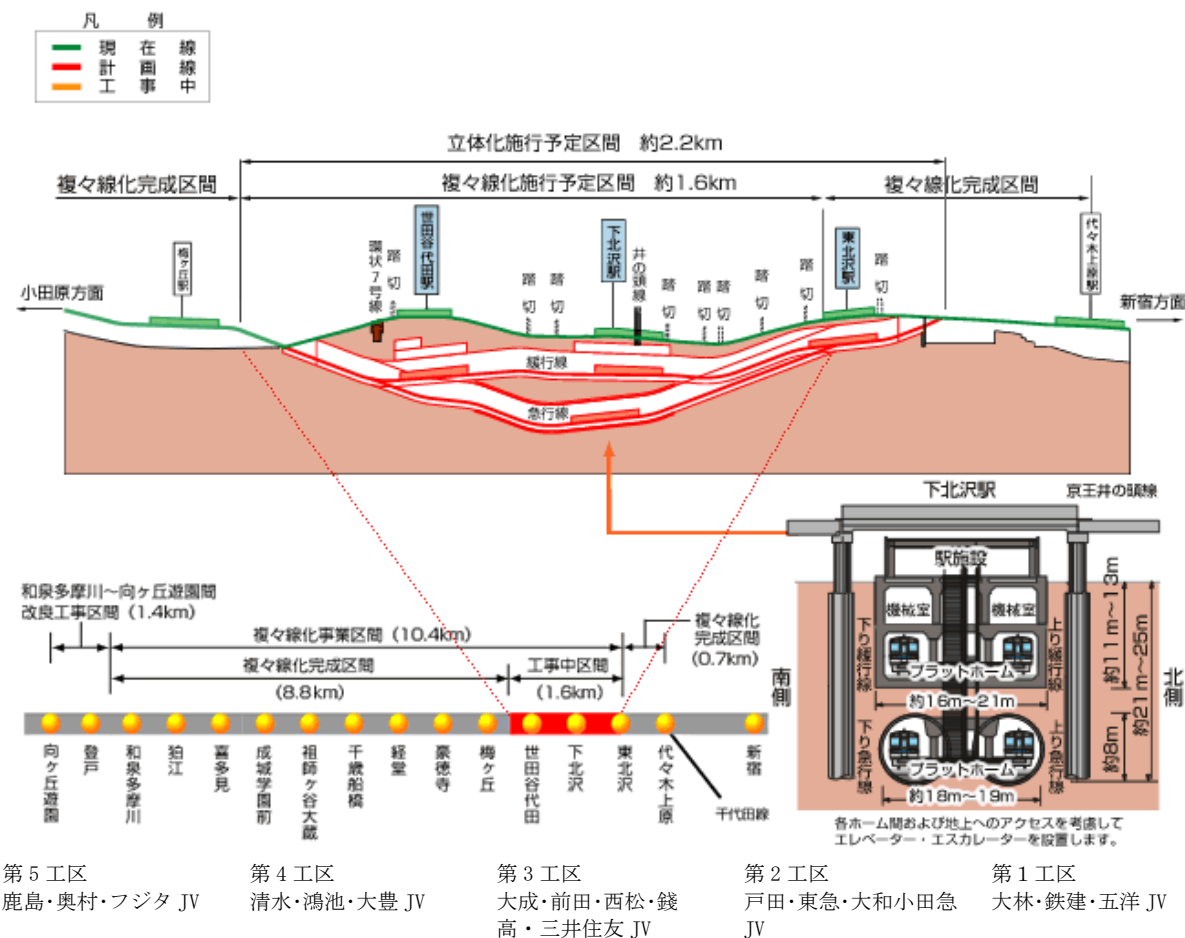 凡 例
現 在 線
計 画 線
工 事 中
立体化施行予定区間 約2.2km
複々線化完成区間
複々線化施行予定区間 約1.6km
複々線化完成区間
小田原方面
梅ヶ丘駅
環状7号線
踏切
世田谷代田駅
踏切
踏切
下北沢駅
井の頭線
踏切
踏切
踏切
踏切
踏切
東北沢駅
踏切
代々木上原駅
新宿方面
緩行線
急行線
和泉多摩川〜向ヶ丘遊園間
改良工事区間(1.4km)
複々線化事業区間(10.4km)
複々線化
完成区間
(0.7km)
複々線化完成区間
(8.8km)
工事中区間
(1.6km)
向ヶ丘遊園
登戸
和泉多摩川
狛江
喜多見
成城学園前
祖師ヶ谷大蔵
千歳船橋
経堂
豪徳寺
梅ヶ丘
世田谷代田
下北沢
東北沢
代々木上原
新宿
千代田線
下北沢駅
京王井の頭線
駅施設
機械室
機械室
下り緩行線
上り緩行線
プラットホーム
約16m〜21m
約11m〜13m
約21m〜25m
南側
北側
下り急行線
上り急行線
プラットホーム
約18m〜19m
約8m
各ホーム間および地上へのアクセスを考慮して
エレベーター・エスカレーターを設置します。
第5工区
鹿島・奥村・フジタ JV
第4工区
清水・鴻池・大豊 JV
第3工区
大成・前田・西松・錢
高・三井住友 JV
第2工区
戸田・東急・大和小田急
JV
第1工区
大林・鉄建・五洋 JV